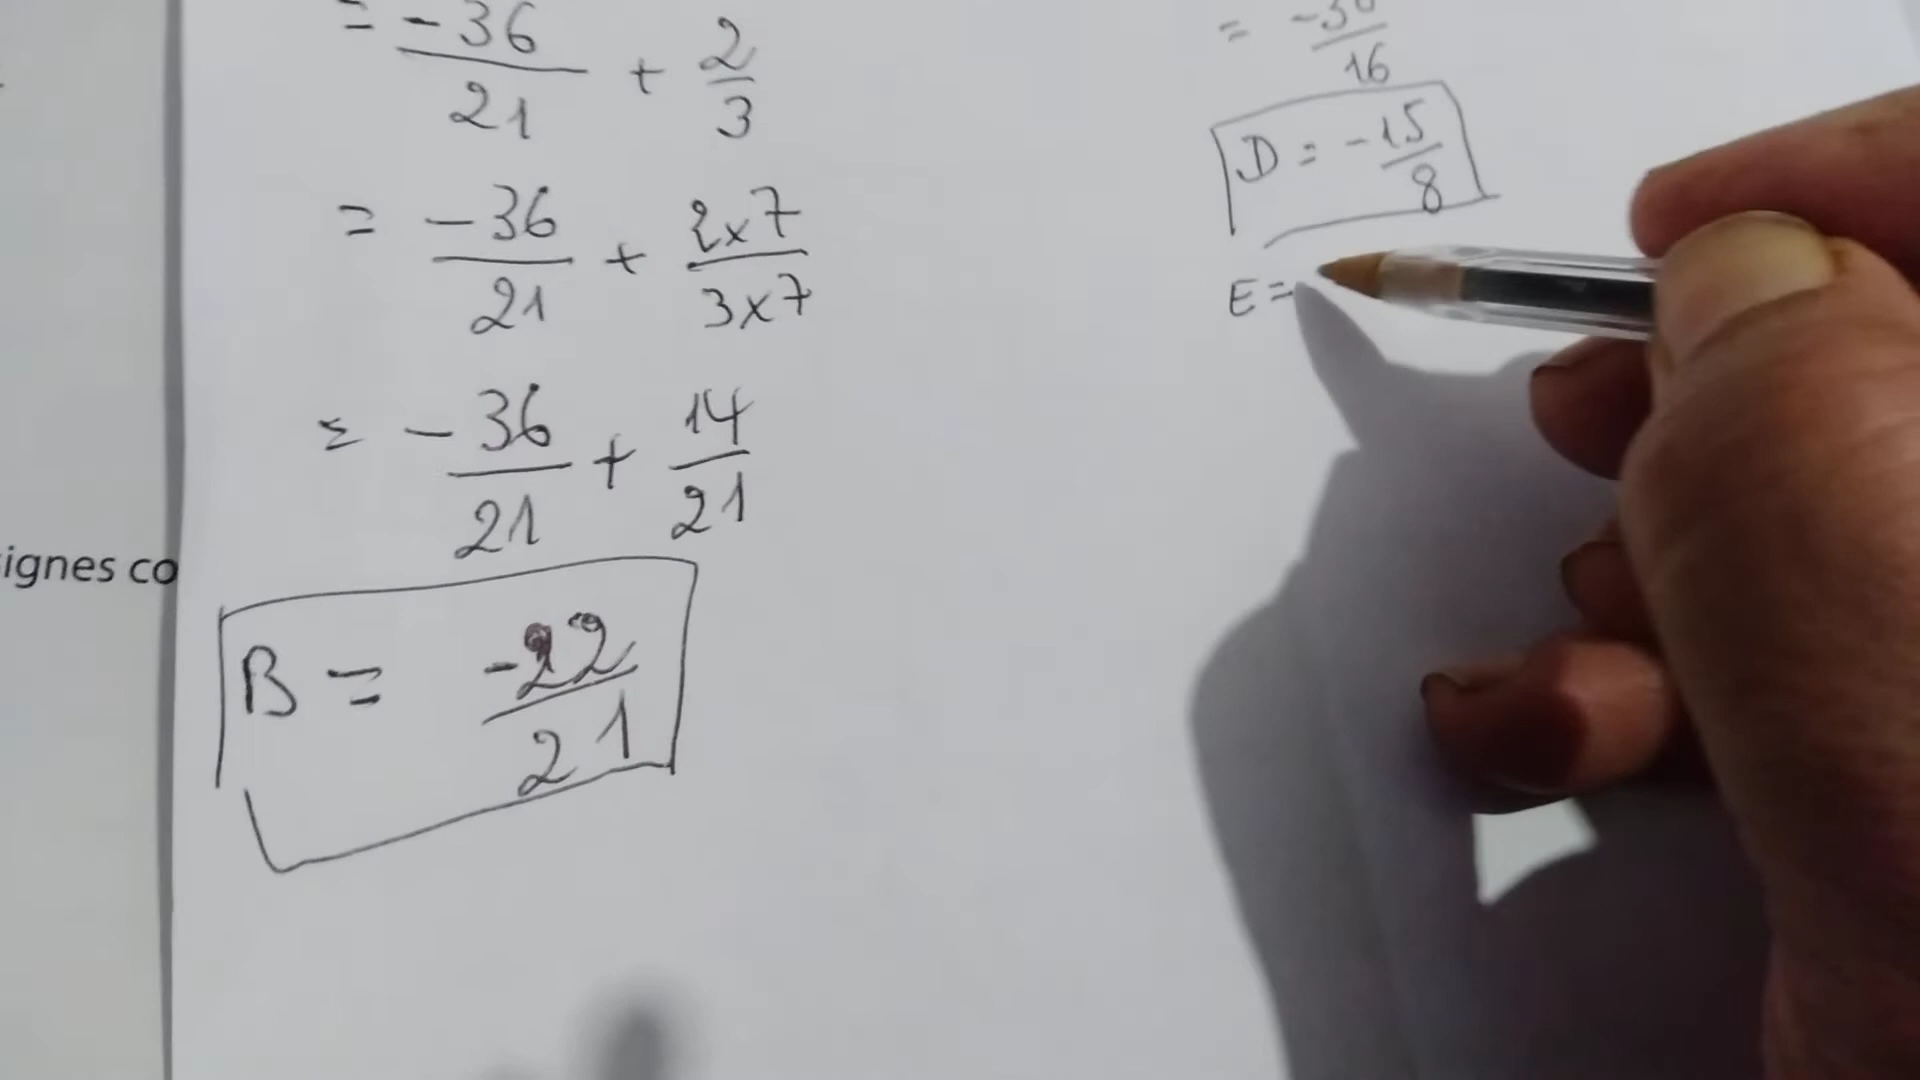 = -36/21 + 2/3
= -36/21 + 2x7/3x7
= -36/21 + 14/21
B = -22/21
ignes co
= /16
D = -15/8
E =